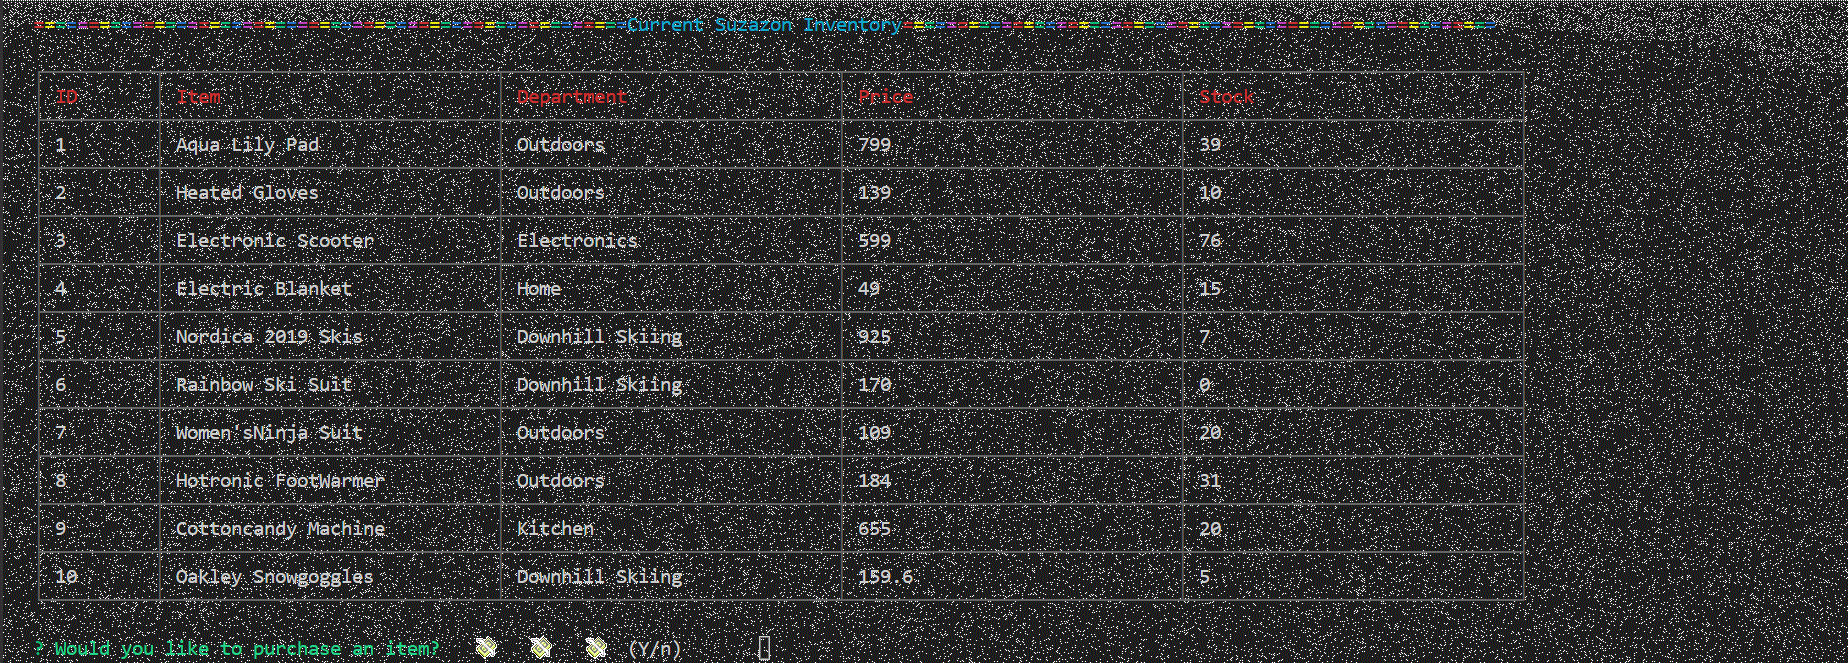 =====================================================Current Suzazon Inventory=====================================================
ID Item Department Price Stock
1 Aqua Lily Pad Outdoors 799 39
2 Heated Gloves Outdoors 139 10
3 Electronic Scooter Electronics 599 76
4 Electric Blanket Home 49 15
5 Nordica 2019 Skis Downhill Skiing 925 7
6 Rainbow Ski Suit Downhill Skiing 170 0
7 Women'sNinja Suit Outdoors 109 20
8 Hotronic FootWarmer Outdoors 184 31
9 Cottoncandy Machine Kitchen 655 20
10 Oakley Snowgoggles Downhill Skiing 159.6 5
? Would you like to purchase an item? (Y/n)